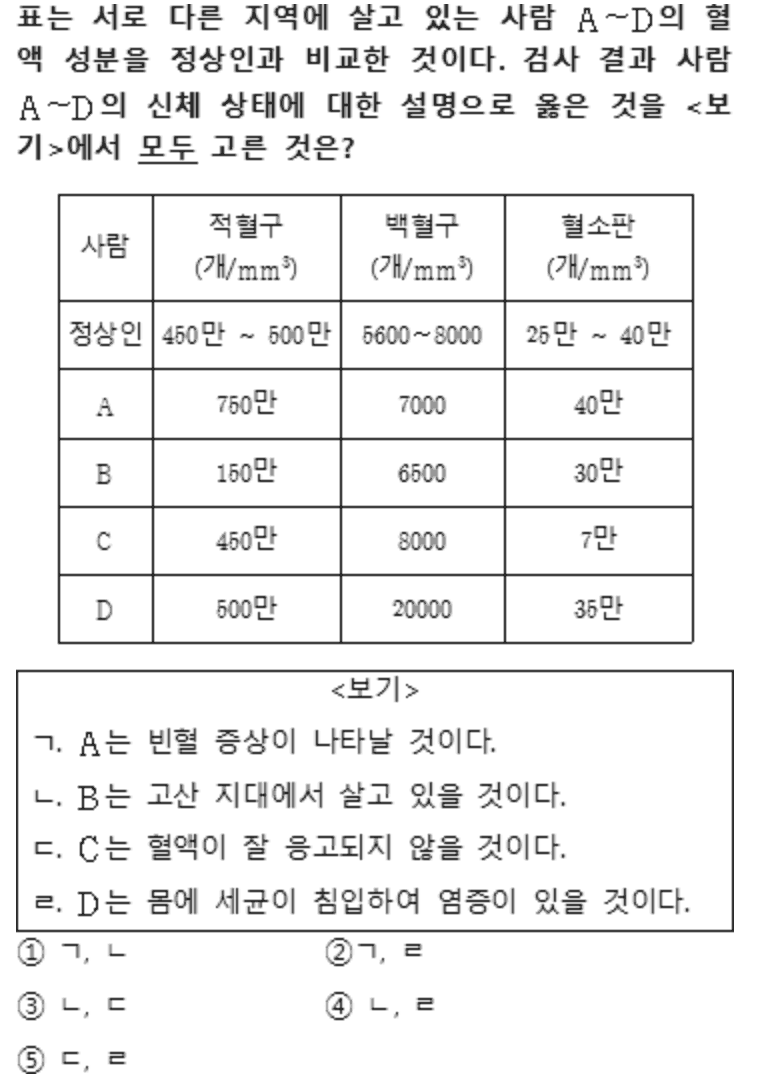 표는 서로 다른 지역에 살고 있는 사람 A~D의 혈
액 성분을 정상인과 비교한 것이다. 검사 결과 사람
A~D의 신체 상태에 대한 설명으로 옳은 것을 <보
기>에서 모두 고른 것은?
사람 적혈구 (개/mm³) 백혈구 (개/mm³) 혈소판 (개/mm³)
정상인 450만 ~ 500만 5600~8000 25만 ~ 40만
A 750만 7000 40만
B 150만 6500 30만
C 450만 8000 7만
D 500만 20000 35만
<보기>
ㄱ. A는 빈혈 증상이 나타날 것이다.
ㄴ. B는 고산 지대에서 살고 있을 것이다.
ㄷ. C는 혈액이 잘 응고되지 않을 것이다.
ㄹ. D는 몸에 세균이 침입하여 염증이 있을 것이다.
① ㄱ, ㄴ ②ㄱ, ㄹ
③ ㄴ, ㄷ ④ ㄴ, ㄹ
⑤ ㄷ, ㄹ